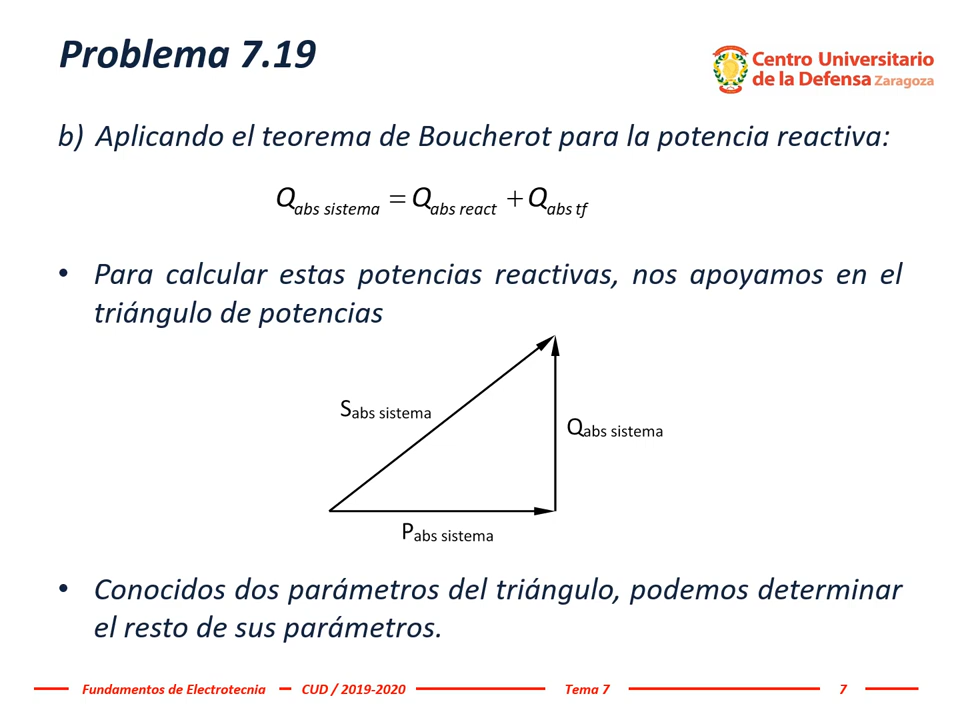 Problema 7.19
Centro Universitario
de la Defensa Zaragoza
b) Aplicando el teorema de Boucherot para la potencia reactiva:
Qabs sistema = Qabs react + Qabs tf
• Para calcular estas potencias reactivas, nos apoyamos en el
triángulo de potencias
Sabs sistema
Qabs sistema
Pabs sistema
• Conocidos dos parámetros del triángulo, podemos determinar
el resto de sus parámetros.
Fundamentos de Electrotecnia CUD / 2019-2020 Tema 7 7